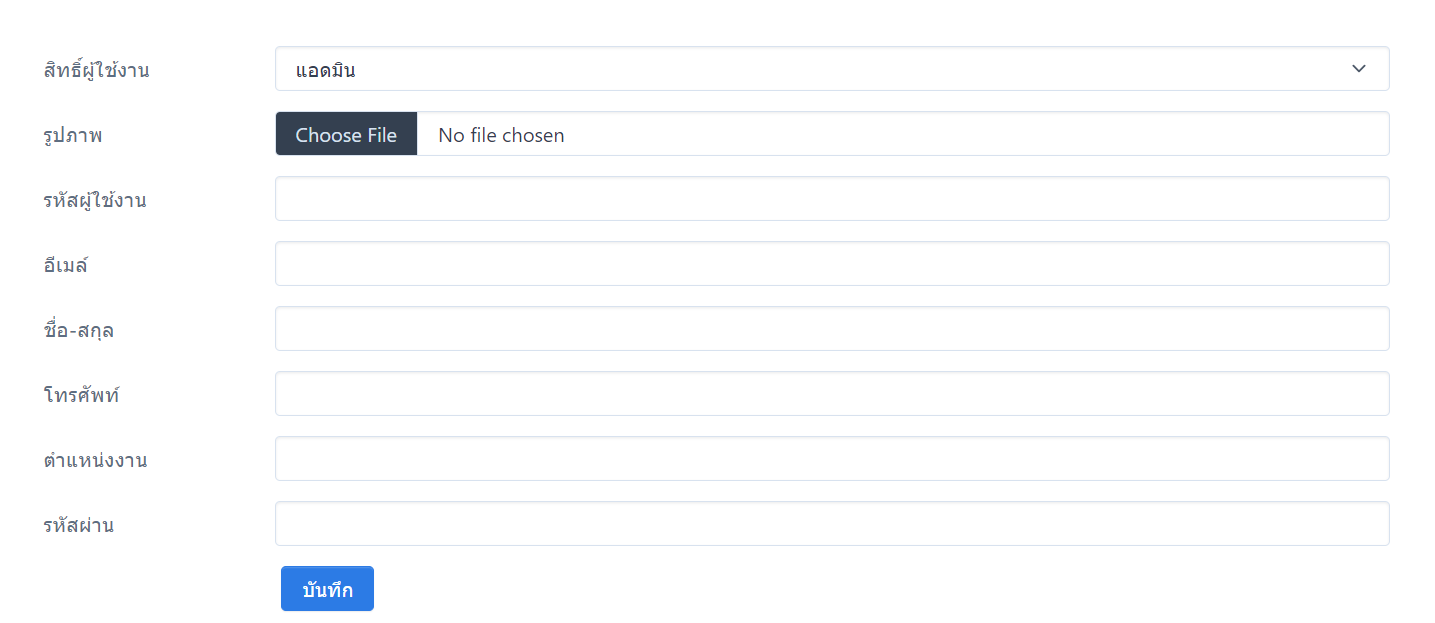 สิทธิ์ผู้ใช้งาน แอดมิน
รูปภาพ Choose File No file chosen
รหัสผู้ใช้งาน
อีเมล์
ชื่อ-สกุล
โทรศัพท์
ตำแหน่งงาน
รหัสผ่าน
บันทึก